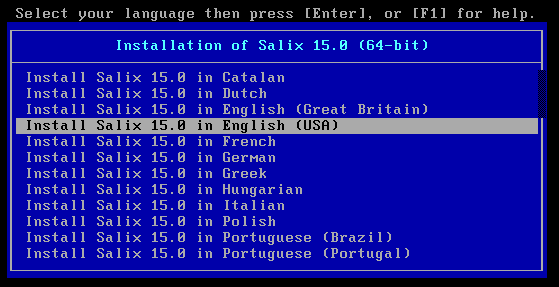 Select your language then press [Enter], or [F1] for help.
Installation of Salix 15.0 (64-bit)
Install Salix 15.0 in Catalan
Install Salix 15.0 in Dutch
Install Salix 15.0 in English (Great Britain)
Install Salix 15.0 in English (USA)
Install Salix 15.0 in French
Install Salix 15.0 in German
Install Salix 15.0 in Greek
Install Salix 15.0 in Hungarian
Install Salix 15.0 in Italian
Install Salix 15.0 in Polish
Install Salix 15.0 in Portuguese (Brazil)
Install Salix 15.0 in Portuguese (Portugal)